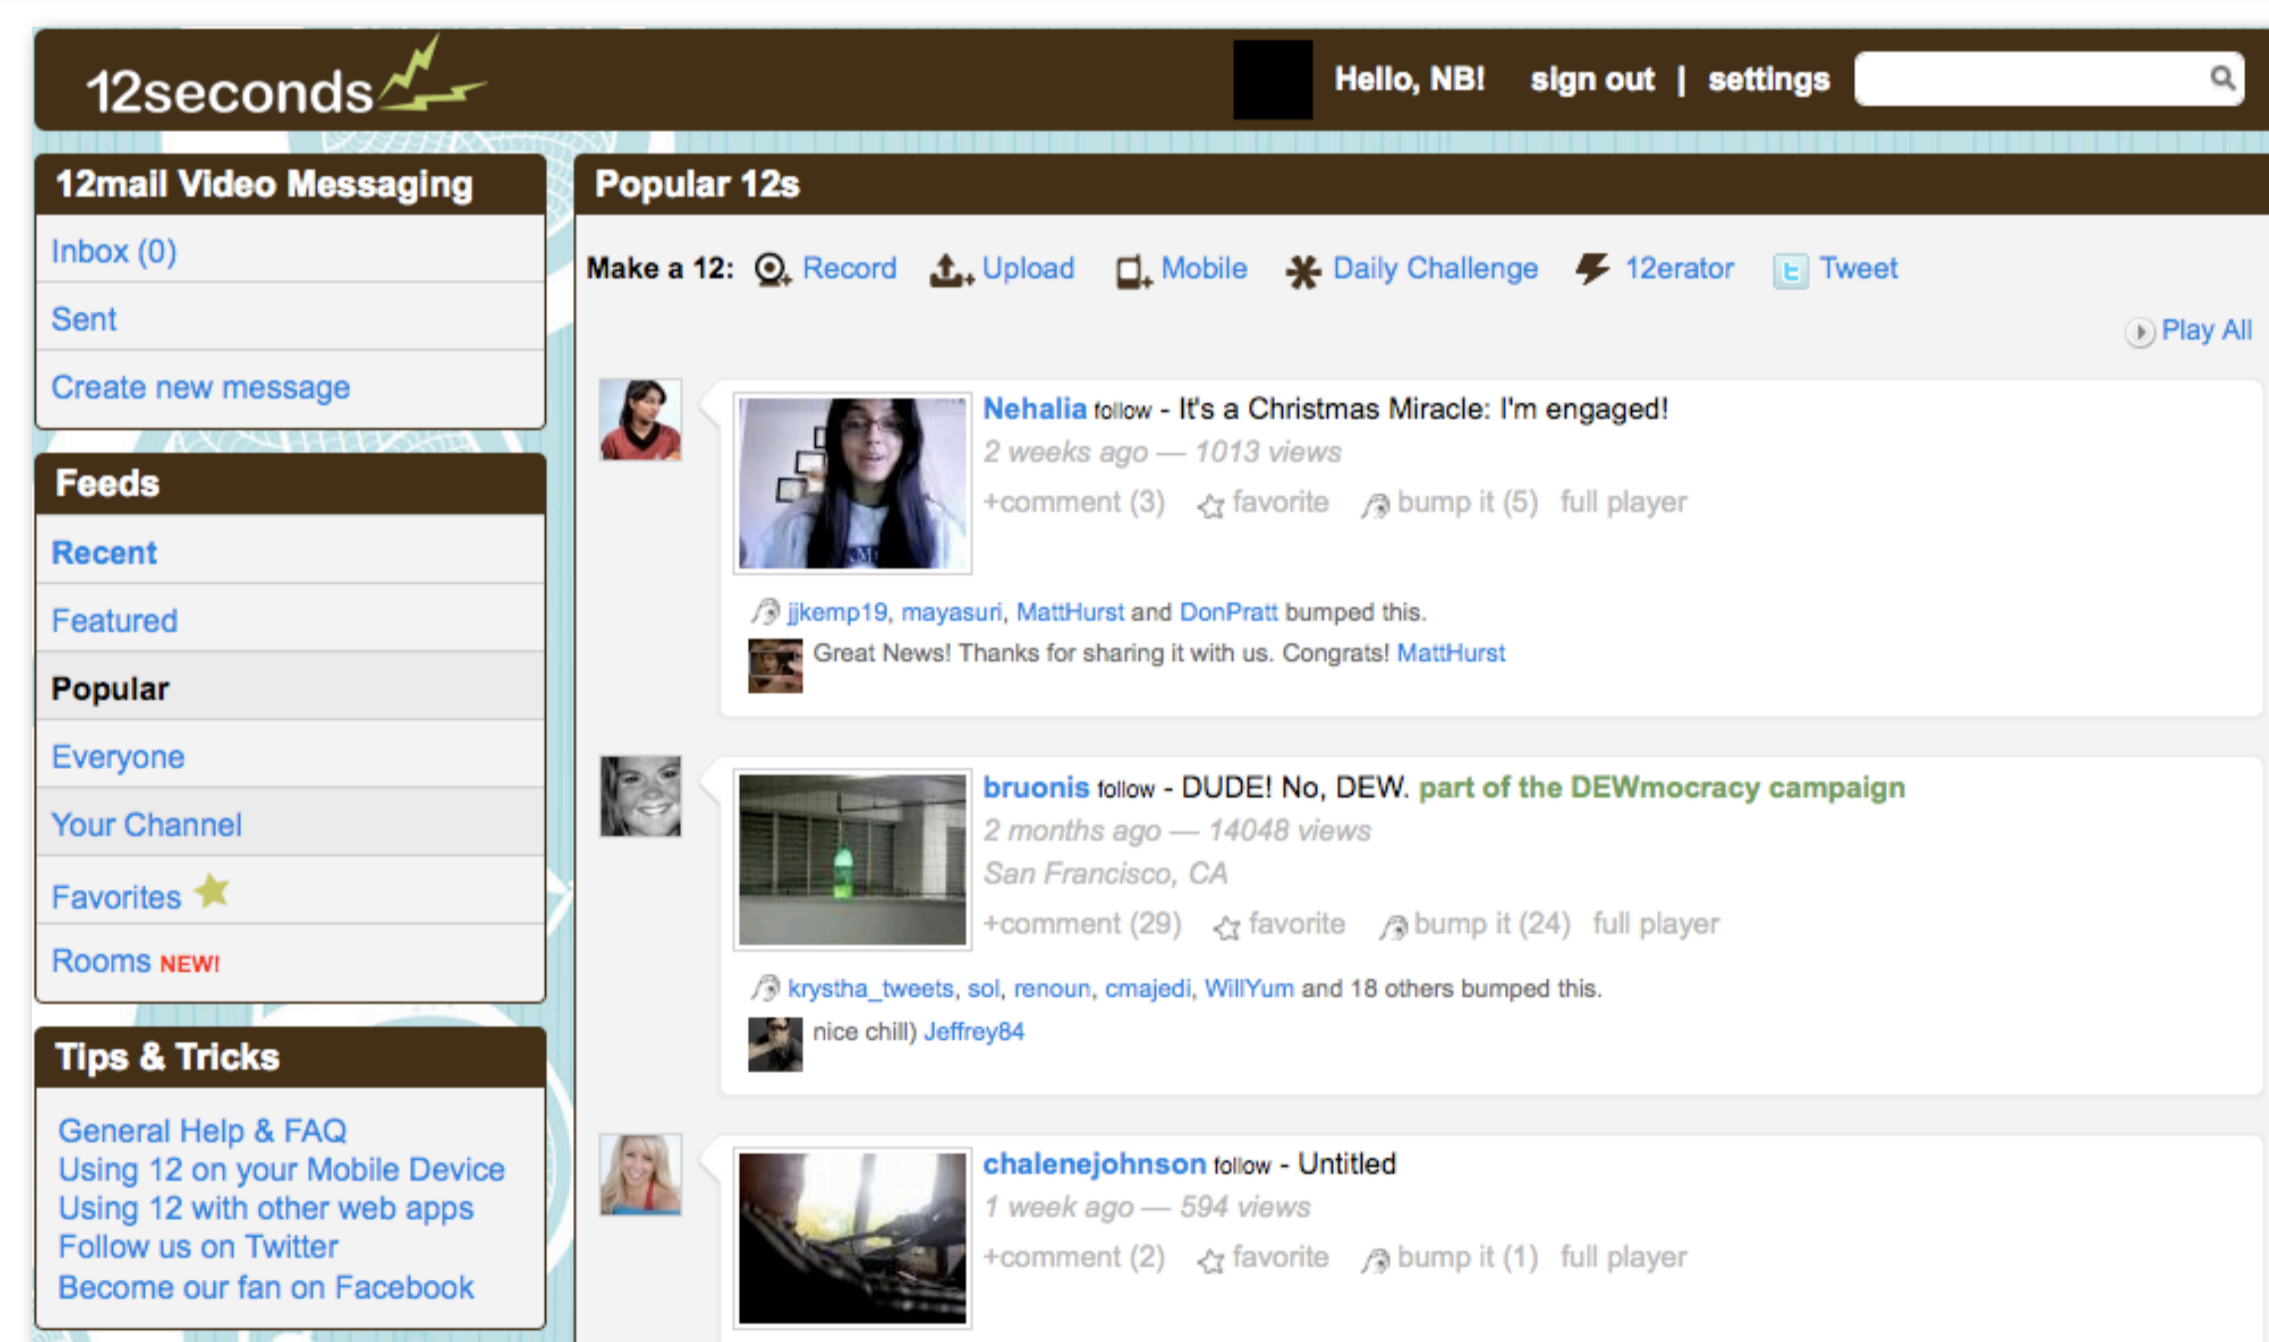 12seconds
Hello, NB! sign out | settings
12mail Video Messaging
Inbox (0)
Sent
Create new message
Feeds
Recent
Featured
Popular
Everyone
Your Channel
Favorites
Rooms NEW!
Tips & Tricks
General Help & FAQ
Using 12 on your Mobile Device
Using 12 with other web apps
Follow us on Twitter
Become our fan on Facebook
Popular 12s
Make a 12: Record Upload Mobile Daily Challenge 12erator t Tweet
Play All
Nehalia follow - It's a Christmas Miracle: I'm engaged!
2 weeks ago — 1013 views
+comment (3) favorite bump it (5) full player
jjkemp19, mayasuri, MattHurst and DonPratt bumped this.
Great News! Thanks for sharing it with us. Congrats! MattHurst
bruonis follow - DUDE! No, DEW. part of the DEWmocracy campaign
2 months ago — 14048 views
San Francisco, CA
+comment (29) favorite bump it (24) full player
krystha_tweets, sol, renoun, cmajedi, WillYum and 18 others bumped this.
nice chill) Jeffrey84
chalenejohnson follow - Untitled
1 week ago — 594 views
+comment (2) favorite bump it (1) full player